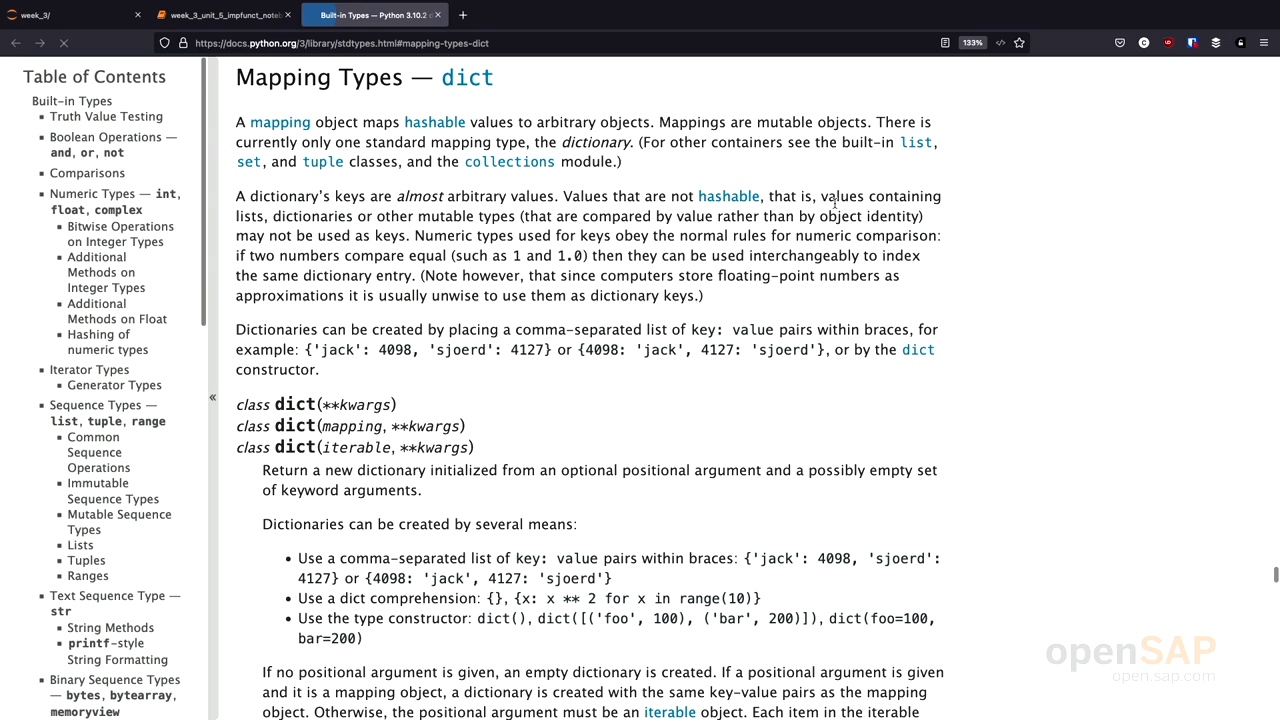 week_3/
week_3_unit_5_impfunct_noteb
Built-in Types — Python 3.10.2 d
https://docs.python.org/3/library/stdtypes.html#mapping-types-dict
133%
Table of Contents
Built-in Types
Truth Value Testing
Boolean Operations —
and, or, not
Comparisons
Numeric Types — int,
float, complex
Bitwise Operations
on Integer Types
Additional
Methods on
Integer Types
Additional
Methods on Float
Hashing of
numeric types
Iterator Types
Generator Types
Sequence Types —
list, tuple, range
Common
Sequence
Operations
Immutable
Sequence Types
Mutable Sequence
Types
Lists
Tuples
Ranges
Text Sequence Type —
str
String Methods
printf-style
String Formatting
Binary Sequence Types
— bytes, bytearray,
memoryview
«
Mapping Types — dict
A mapping object maps hashable values to arbitrary objects. Mappings are mutable objects. There is
currently only one standard mapping type, the dictionary. (For other containers see the built-in list,
set, and tuple classes, and the collections module.)
A dictionary’s keys are almost arbitrary values. Values that are not hashable, that is, values containing
lists, dictionaries or other mutable types (that are compared by value rather than by object identity)
may not be used as keys. Numeric types used for keys obey the normal rules for numeric comparison:
if two numbers compare equal (such as 1 and 1.0) then they can be used interchangeably to index
the same dictionary entry. (Note however, that since computers store floating-point numbers as
approximations it is usually unwise to use them as dictionary keys.)
Dictionaries can be created by placing a comma-separated list of key: value pairs within braces, for
example: {'jack': 4098, 'sjoerd': 4127} or {4098: 'jack', 4127: 'sjoerd'}, or by the dict
constructor.
class dict(**kwargs)
class dict(mapping, **kwargs)
class dict(iterable, **kwargs)
Return a new dictionary initialized from an optional positional argument and a possibly empty set
of keyword arguments.
Dictionaries can be created by several means:
Use a comma-separated list of key: value pairs within braces: {'jack': 4098, 'sjoerd':
4127} or {4098: 'jack', 4127: 'sjoerd'}
Use a dict comprehension: {}, {x: x ** 2 for x in range(10)}
Use the type constructor: dict(), dict([('foo', 100), ('bar', 200)]), dict(foo=100,
bar=200)
If no positional argument is given, an empty dictionary is created. If a positional argument is given
and it is a mapping object, a dictionary is created with the same key-value pairs as the mapping
object. Otherwise, the positional argument must be an iterable object. Each item in the iterable
openSAP
open.sap.com